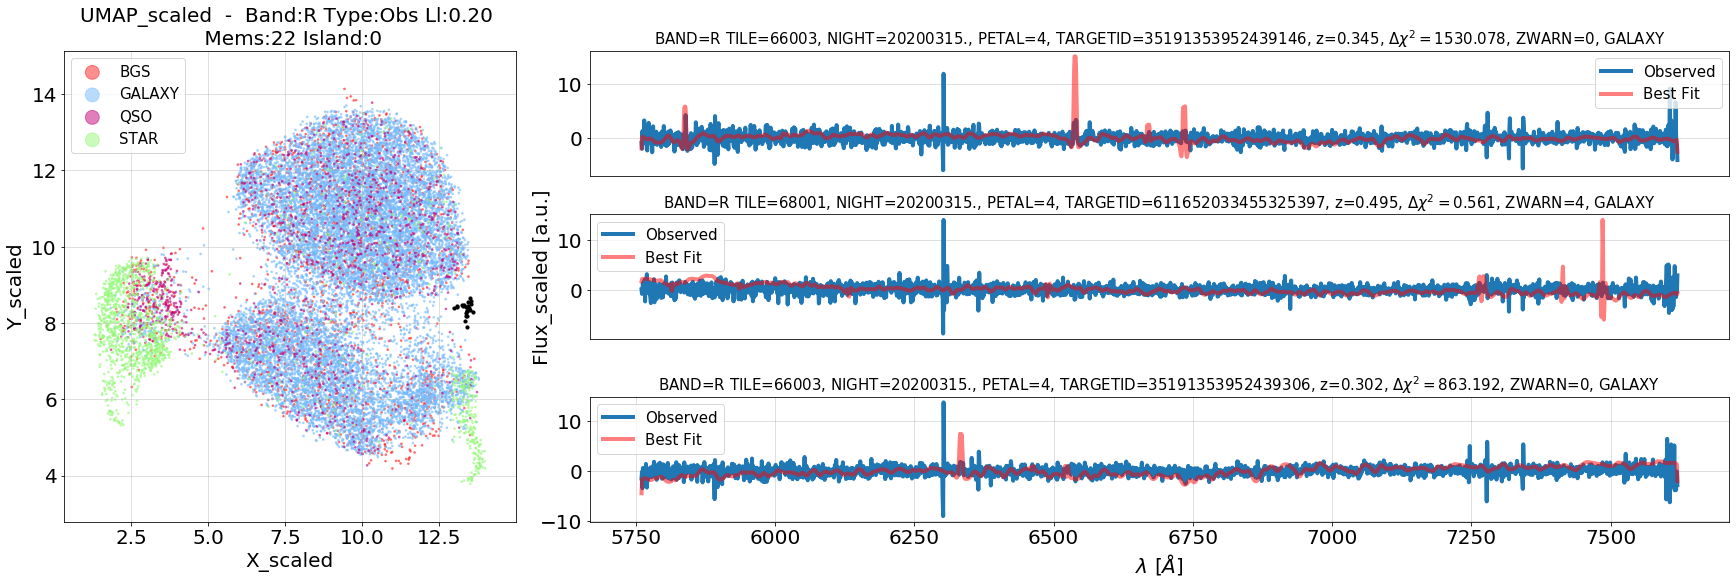 UMAP_scaled - Band:R Type:Obs Ll:0.20
Mems:22 Island:0
BGS
GALAXY
QSO
STAR
14
12
10
8
6
4
Y_scaled
2.5 5.0 7.5 10.0 12.5
X_scaled
BAND=R TILE=66003, NIGHT=20200315., PETAL=4, TARGETID=35191353952439146, z=0.345, Δχ² = 1530.078, ZWARN=0, GALAXY
Observed
Best Fit
10
0
BAND=R TILE=68001, NIGHT=20200315., PETAL=4, TARGETID=611652033455325397, z=0.495, Δχ² = 0.561, ZWARN=4, GALAXY
Observed
Best Fit
10
0
Flux_scaled [a.u.]
BAND=R TILE=66003, NIGHT=20200315., PETAL=4, TARGETID=35191353952439306, z=0.302, Δχ² = 863.192, ZWARN=0, GALAXY
Observed
Best Fit
10
0
−10
5750 6000 6250 6500 6750 7000 7250 7500
λ [Å]